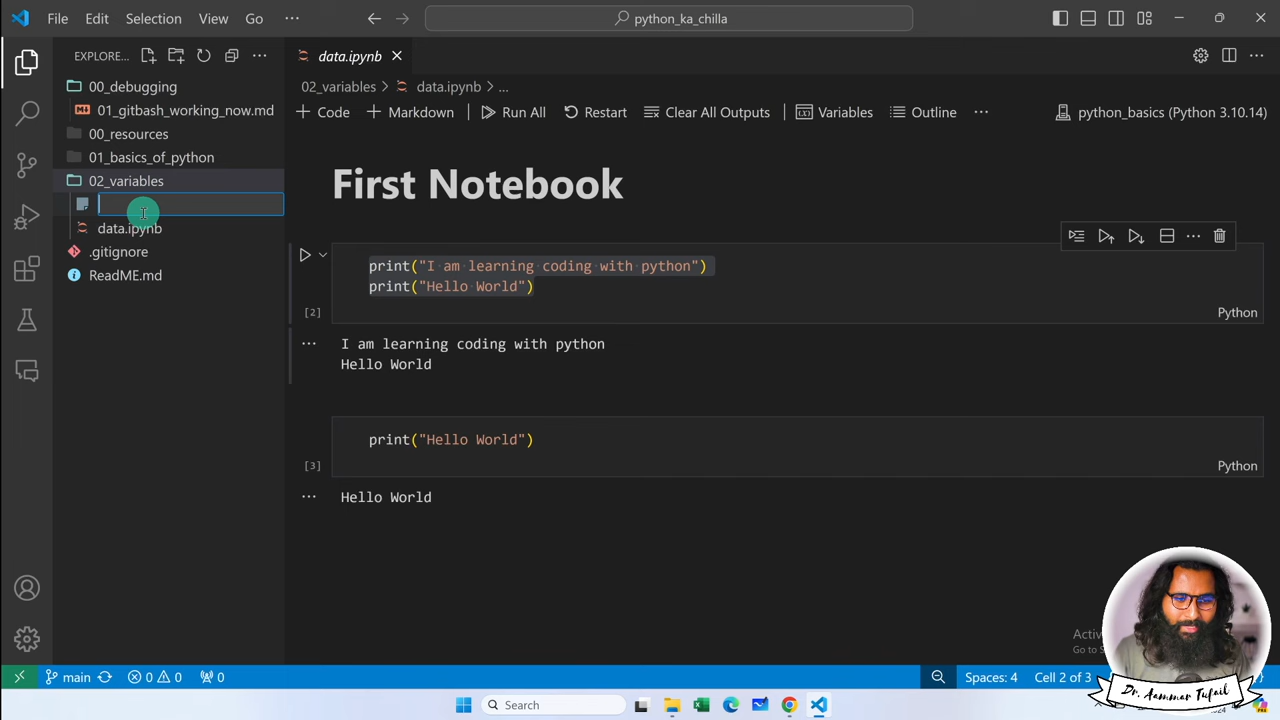 File Edit Selection View Go ···
python_ka_chilla
EXPLORE...
00_debugging
01_gitbash_working_now.md
00_resources
01_basics_of_python
02_variables
data.ipynb
.gitignore
ReadME.md
data.ipynb
02_variables > data.ipynb > ...
+ Code + Markdown Run All Restart Clear All Outputs Variables Outline ··· python_basics (Python 3.10.14)
First Notebook
print("I am learning coding with python")
print("Hello World")
[2] Python
I am learning coding with python
Hello World
print("Hello World")
[3] Python
Hello World
main 0 0 0 Spaces: 4 Cell 2 of 3
Dr. Aammar Tufail
Search